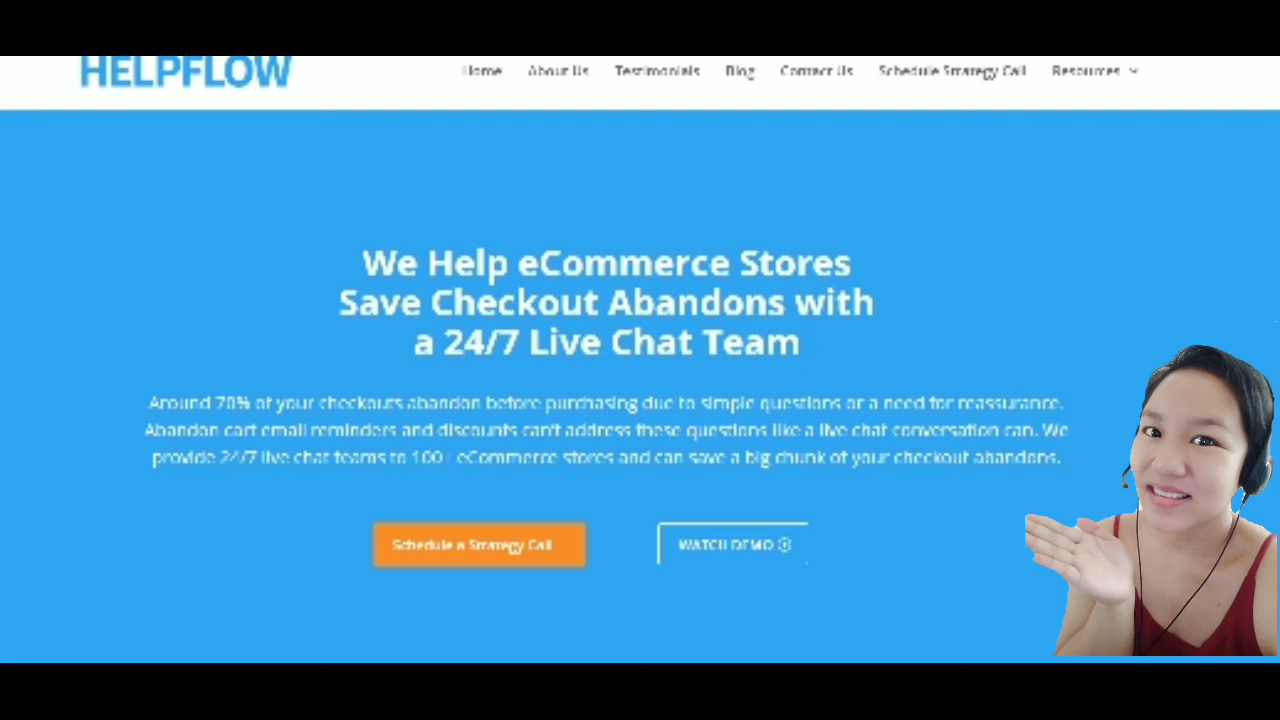 HELPFLOW
Home About Us Testimonials Blog Contact Us Schedule Strategy Call Resources
We Help eCommerce Stores
Save Checkout Abandons with
a 24/7 Live Chat Team
Around 70% of your checkouts abandon before purchasing due to simple questions or a need for reassurance.
Abandon cart email reminders and discounts can't address these questions like a live chat conversation can. We
provide 24/7 live chat teams to 100+ eCommerce stores and can save a big chunk of your checkout abandons.
Schedule a Strategy Call
WATCH DEMO